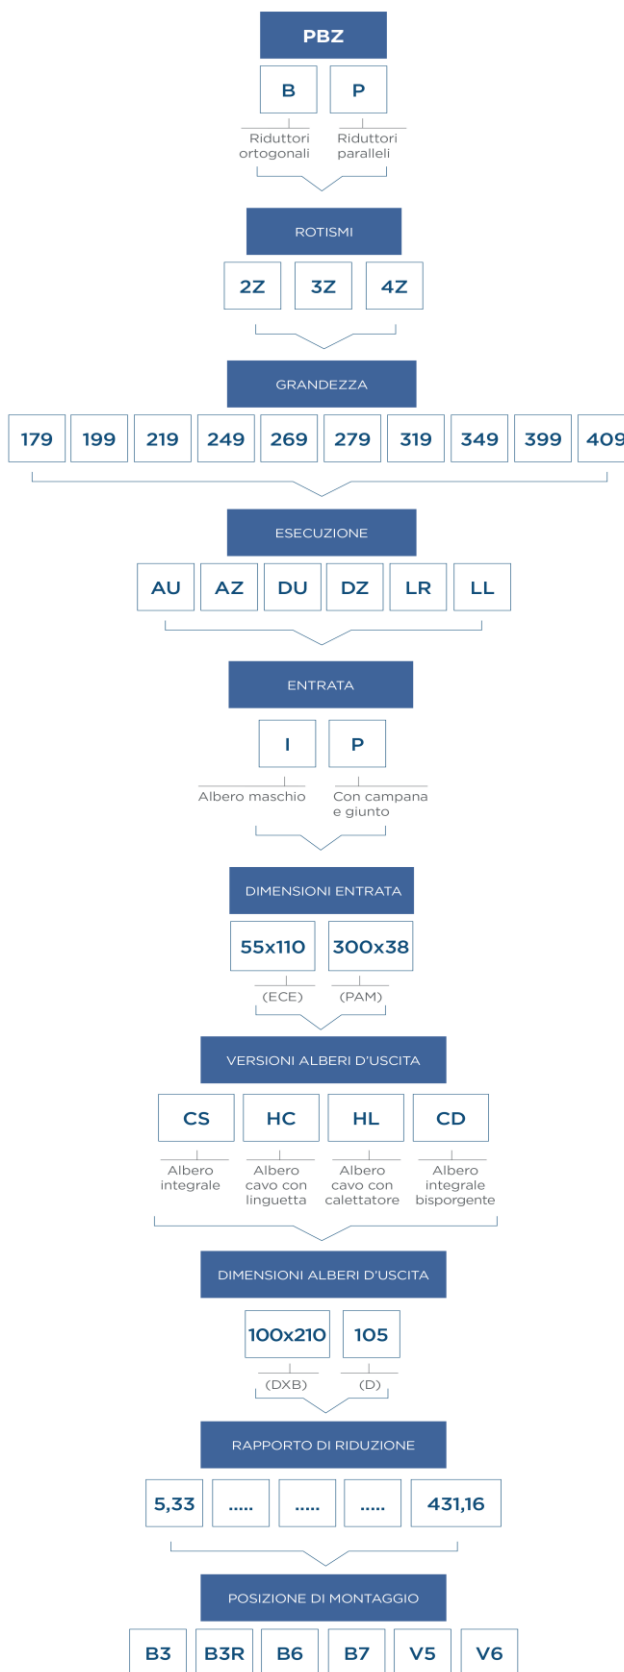 PBZ
B P
Riduttori Riduttori
ortogonali paralleli
ROTISMI
2Z 3Z 4Z
GRANDEZZA
179 199 219 249 269 279 319 349 399 409
ESECUZIONE
AU AZ DU DZ LR LL
ENTRATA
I P
Albero maschio Con campana
e giunto
DIMENSIONI ENTRATA
55x110 300x38
(ECE) (PAM)
VERSIONI ALBERI D'USCITA
CS HC HL CD
Albero Albero Albero Albero
integrale cavo con cavo con integrale
linguetta calettatore bisporgente
DIMENSIONI ALBERI D'USCITA
100x210 105
(DXB) (D)
RAPPORTO DI RIDUZIONE
5,33 ..... ..... ..... 431,16
POSIZIONE DI MONTAGGIO
B3 B3R B6 B7 V5 V6